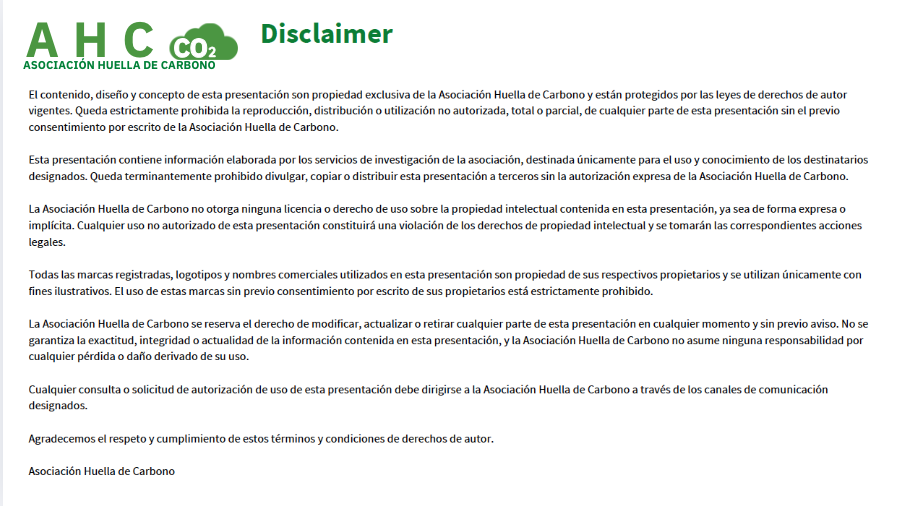 AHC CO2
ASOCIACIÓN HUELLA DE CARBONO
Disclaimer
El contenido, diseño y concepto de esta presentación son propiedad exclusiva de la Asociación Huella de Carbono y están protegidos por las leyes de derechos de autor
vigentes. Queda estrictamente prohibida la reproducción, distribución o utilización no autorizada, total o parcial, de cualquier parte de esta presentación sin el previo
consentimiento por escrito de la Asociación Huella de Carbono.
Esta presentación contiene información elaborada por los servicios de investigación de la asociación, destinada únicamente para el uso y conocimiento de los destinatarios
designados. Queda terminantemente prohibido divulgar, copiar o distribuir esta presentación a terceros sin la autorización expresa de la Asociación Huella de Carbono.
La Asociación Huella de Carbono no otorga ninguna licencia o derecho de uso sobre la propiedad intelectual contenida en esta presentación, ya sea de forma expresa o
implícita. Cualquier uso no autorizado de esta presentación constituirá una violación de los derechos de propiedad intelectual y se tomarán las correspondientes acciones
legales.
Todas las marcas registradas, logotipos y nombres comerciales utilizados en esta presentación son propiedad de sus respectivos propietarios y se utilizan únicamente con
fines ilustrativos. El uso de estas marcas sin previo consentimiento por escrito de sus propietarios está estrictamente prohibido.
La Asociación Huella de Carbono se reserva el derecho de modificar, actualizar o retirar cualquier parte de esta presentación en cualquier momento y sin previo aviso. No se
garantiza la exactitud, integridad o actualidad de la información contenida en esta presentación, y la Asociación Huella de Carbono no asume ninguna responsabilidad por
cualquier pérdida o daño derivado de su uso.
Cualquier consulta o solicitud de autorización de uso de esta presentación debe dirigirse a la Asociación Huella de Carbono a través de los canales de comunicación
designados.
Agradecemos el respeto y cumplimiento de estos términos y condiciones de derechos de autor.
Asociación Huella de Carbono